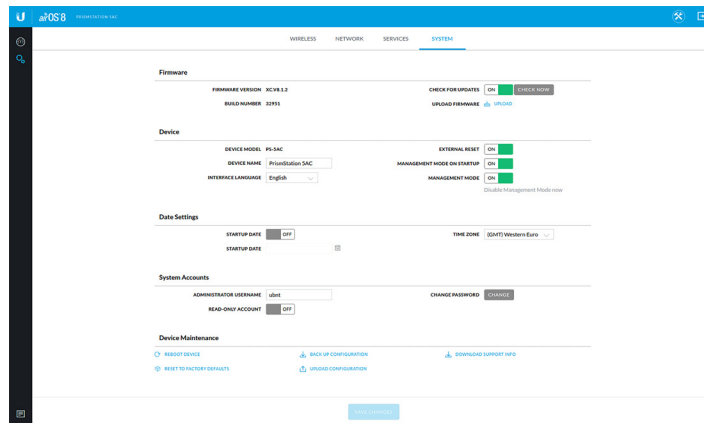 U airOS 8 PRISMSTATION 5AC
WIRELESS NETWORK SERVICES SYSTEM
Firmware
FIRMWARE VERSION XC.V8.1.2 CHECK FOR UPDATES ON CHECK NOW
BUILD NUMBER 32951 UPLOAD FIRMWARE UPLOAD
Device
DEVICE MODEL PS-5AC EXTERNAL RESET ON
DEVICE NAME PrismStation 5AC MANAGEMENT MODE ON STARTUP ON
INTERFACE LANGUAGE English MANAGEMENT MODE ON
Disable Management Mode now
Date Settings
STARTUP DATE OFF TIME ZONE (GMT) Western Euro
STARTUP DATE
System Accounts
ADMINISTRATOR USERNAME ubnt CHANGE PASSWORD CHANGE
READ-ONLY ACCOUNT OFF
Device Maintenance
REBOOT DEVICE BACK UP CONFIGURATION DOWNLOAD SUPPORT INFO
RESET TO FACTORY DEFAULTS UPLOAD CONFIGURATION
SAVE CHANGES